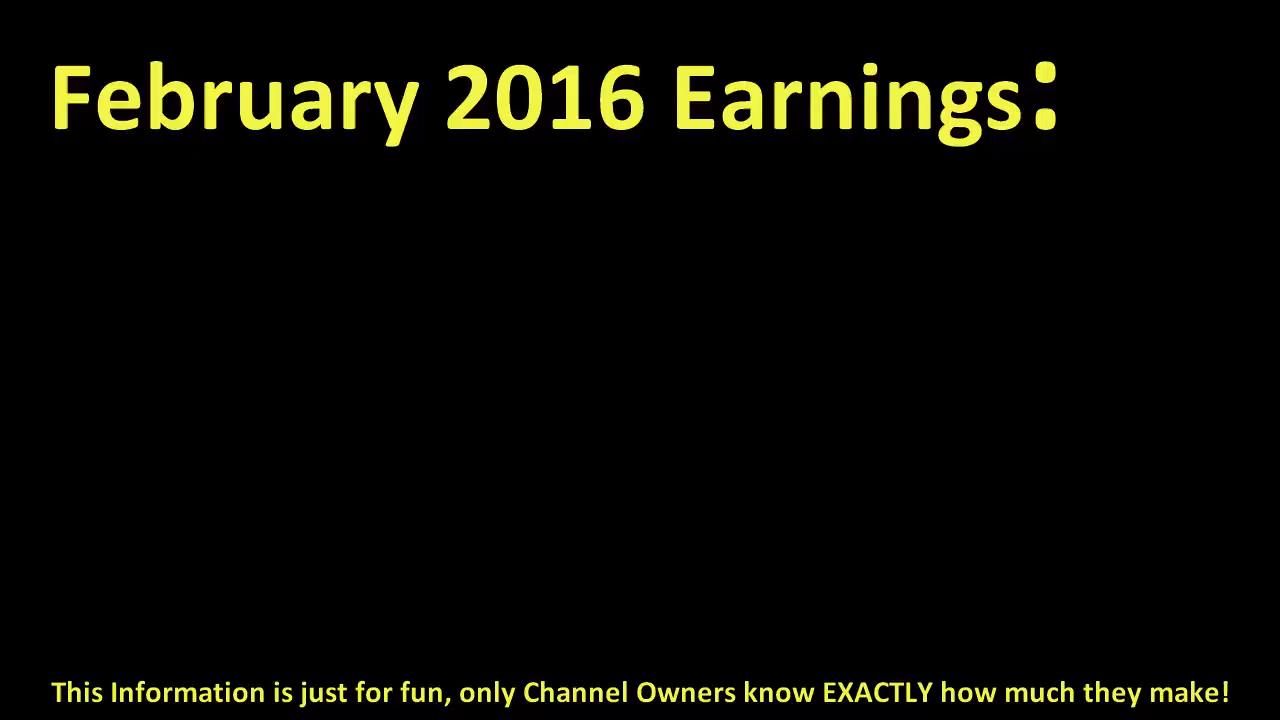 February 2016 Earnings:
This Information is just for fun, only Channel Owners know EXACTLY how much they make!